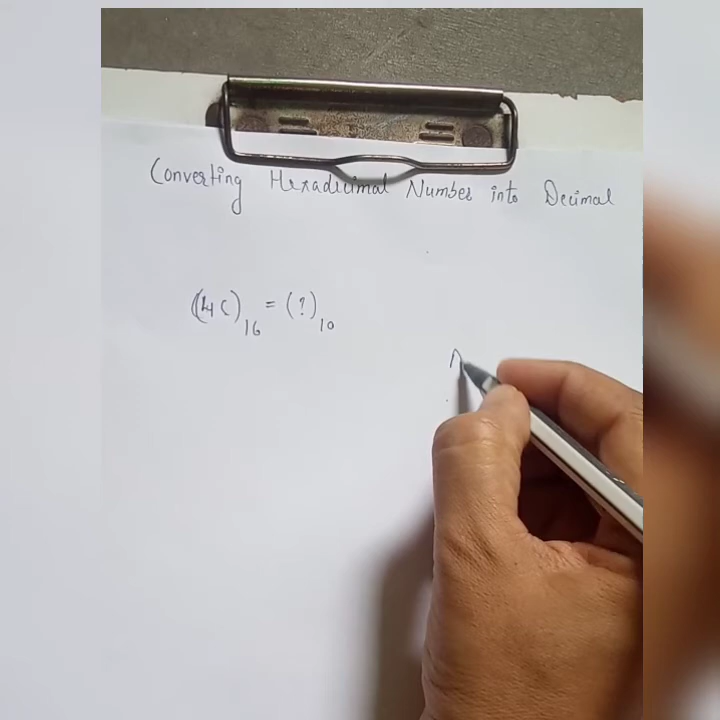 Converting Hexadecimal Number into Decimal
(4C)₁₆ = (?)₁₀